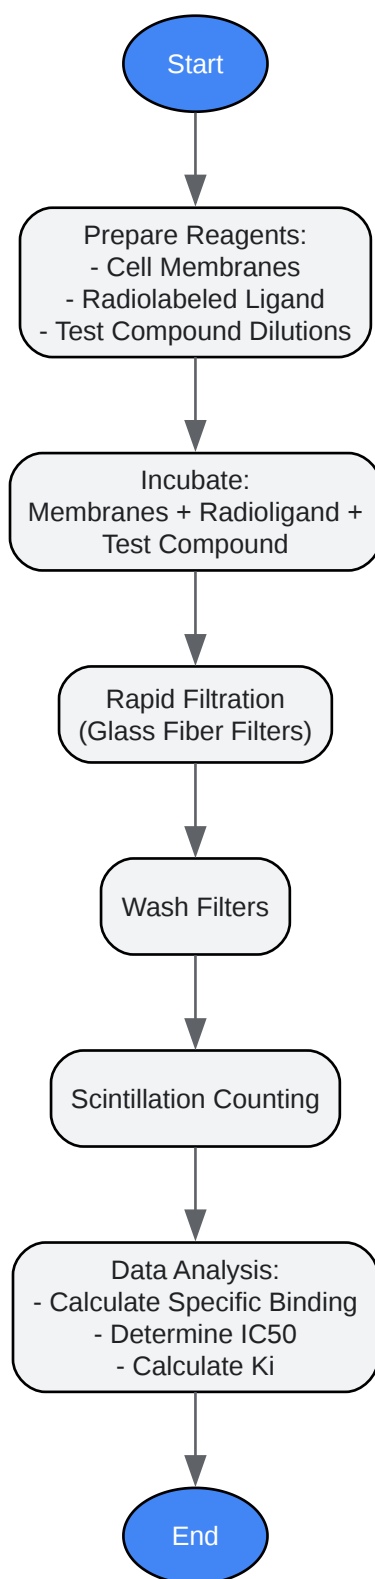 Start
Prepare Reagents:
- Cell Membranes
- Radiolabeled Ligand
- Test Compound Dilutions
Incubate:
Membranes + Radioligand +
Test Compound
Rapid Filtration
(Glass Fiber Filters)
Wash Filters
Scintillation Counting
Data Analysis:
- Calculate Specific Binding
- Determine IC50
- Calculate Ki
End